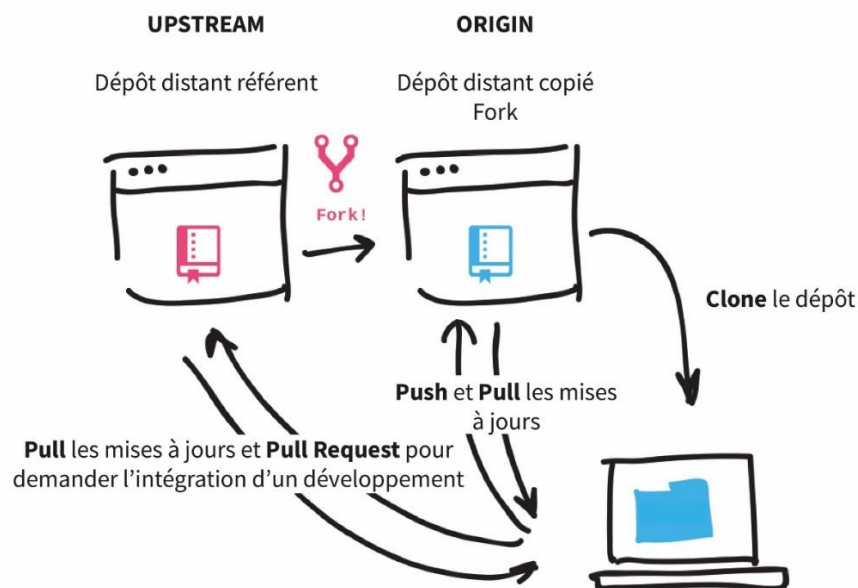 UPSTREAM
ORIGIN
Dépôt distant référent
Dépôt distant copié
Fork
Fork!
Clone le dépôt
Push et Pull les mises
à jours
Pull les mises à jours et Pull Request pour
demander l’intégration d’un développement